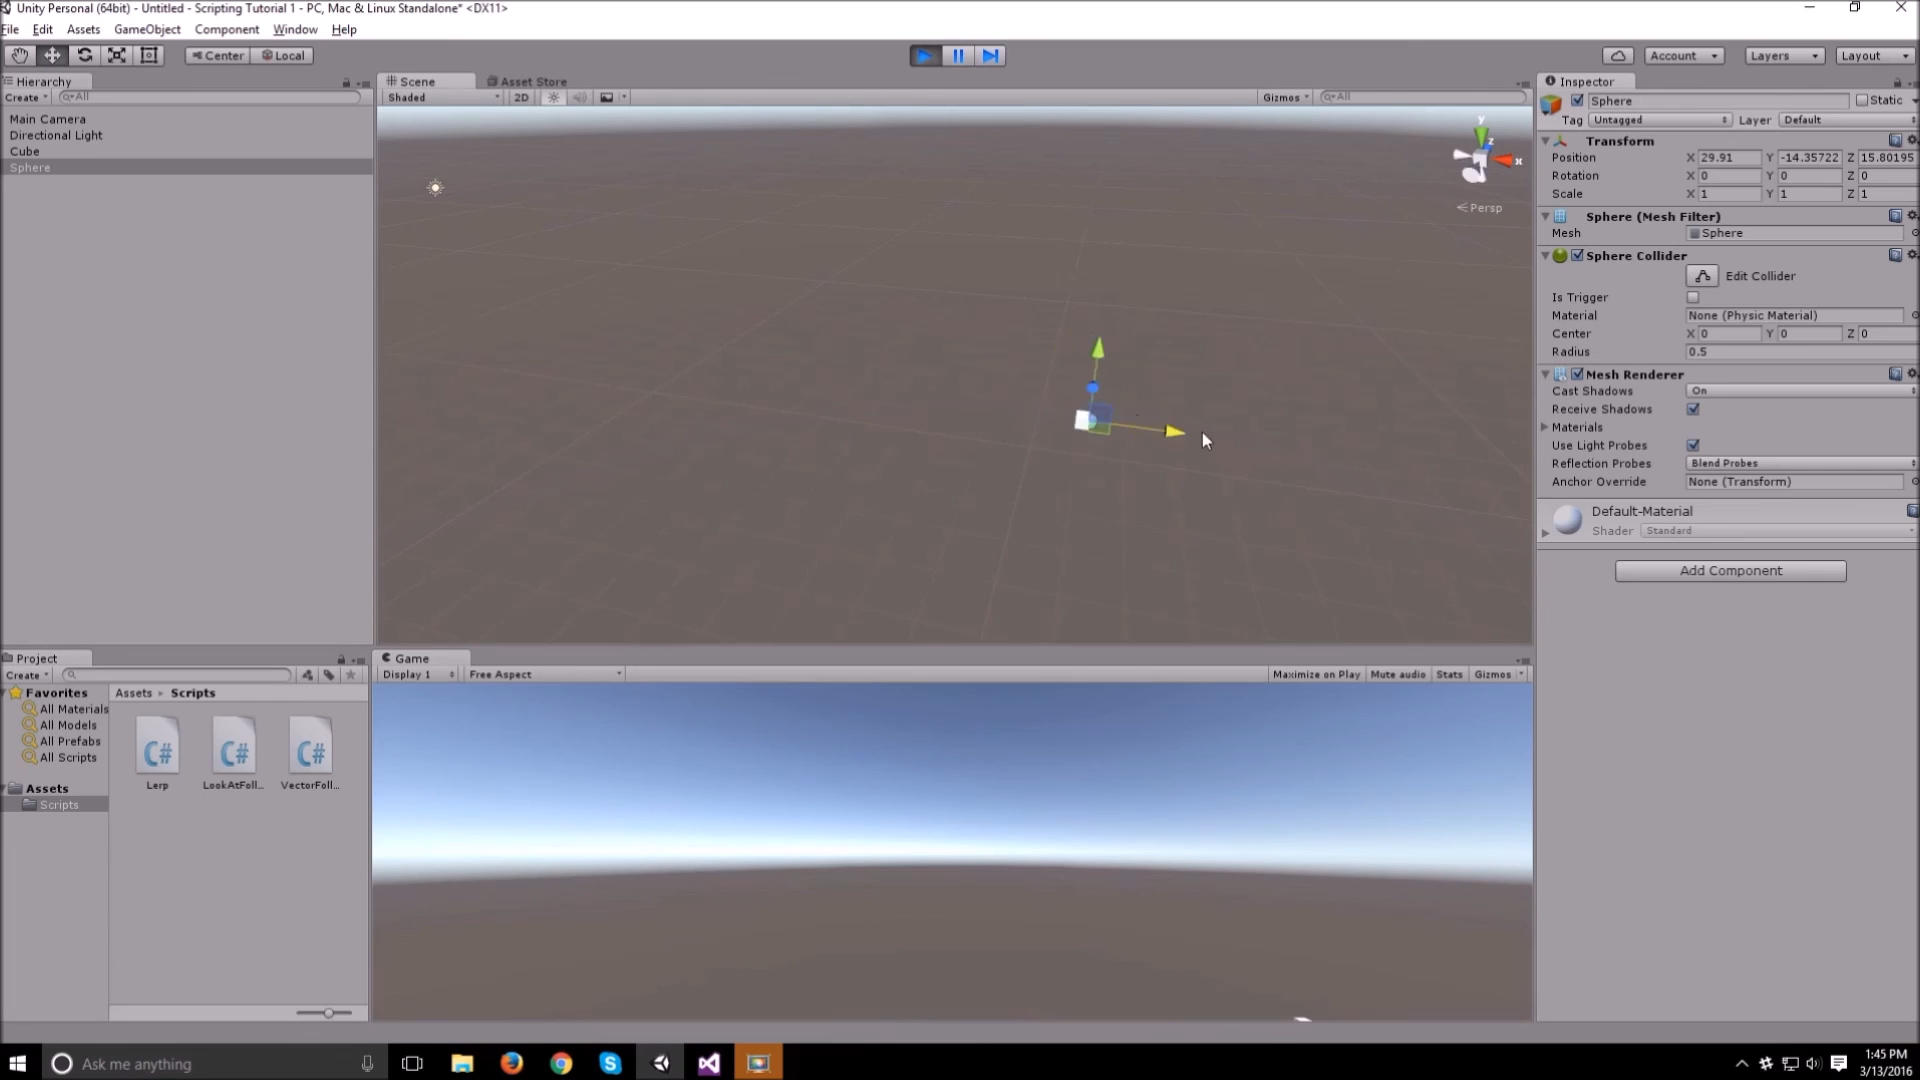 Unity Personal (64bit) - Untitled - Scripting Tutorial 1 - PC, Mac & Linux Standalone* <DX11>
File Edit Assets GameObject Component Window Help
Center Local
Account Layers Layout
Hierarchy
Create All
Main Camera
Directional Light
Cube
Sphere
Scene Asset Store
Shaded 2D Gizmos All
y
z
x
Persp
Inspector
Sphere Static
Tag Untagged Layer Default
Transform
Position X 29.91 Y -14.35722 Z 15.80195
Rotation X 0 Y 0 Z 0
Scale X 1 Y 1 Z 1
Sphere (Mesh Filter)
Mesh Sphere
Sphere Collider
Edit Collider
Is Trigger
Material None (Physic Material)
Center X 0 Y 0 Z 0
Radius 0.5
Mesh Renderer
Cast Shadows On
Receive Shadows
Materials
Use Light Probes
Reflection Probes Blend Probes
Anchor Override None (Transform)
Default-Material
Shader Standard
Add Component
Project
Create
Favorites
All Materials
All Models
All Prefabs
All Scripts
Assets
Scripts
Assets Scripts
C# C# C#
Lerp LookAtFoll... VectorFoll...
Game
Display 1 Free Aspect Maximize on Play Mute audio Stats Gizmos
Ask me anything
1:45 PM
3/13/2016